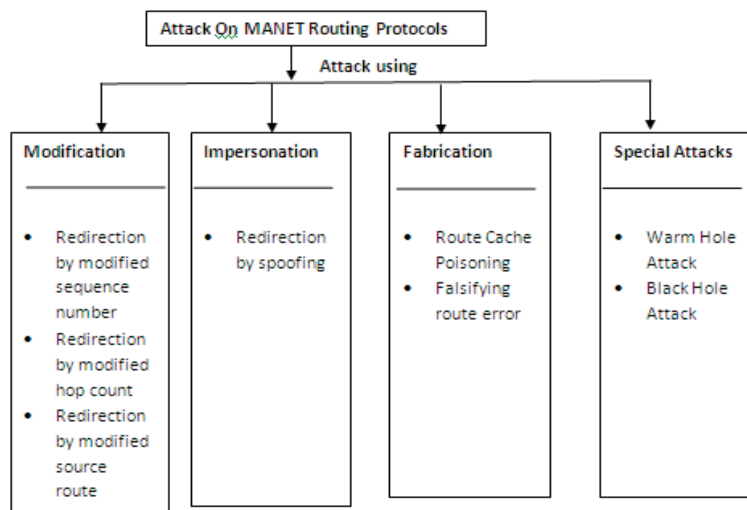 Attack On MANET Routing Protocols
Attack using
Modification
• Redirection
by modified
sequence
number
• Redirection
by modified
hop count
• Redirection
by modified
source
route
Impersonation
• Redirection
by spoofing
Fabrication
• Route Cache
Poisoning
• Falsifying
route error
Special Attacks
• Warm Hole
Attack
• Black Hole
Attack